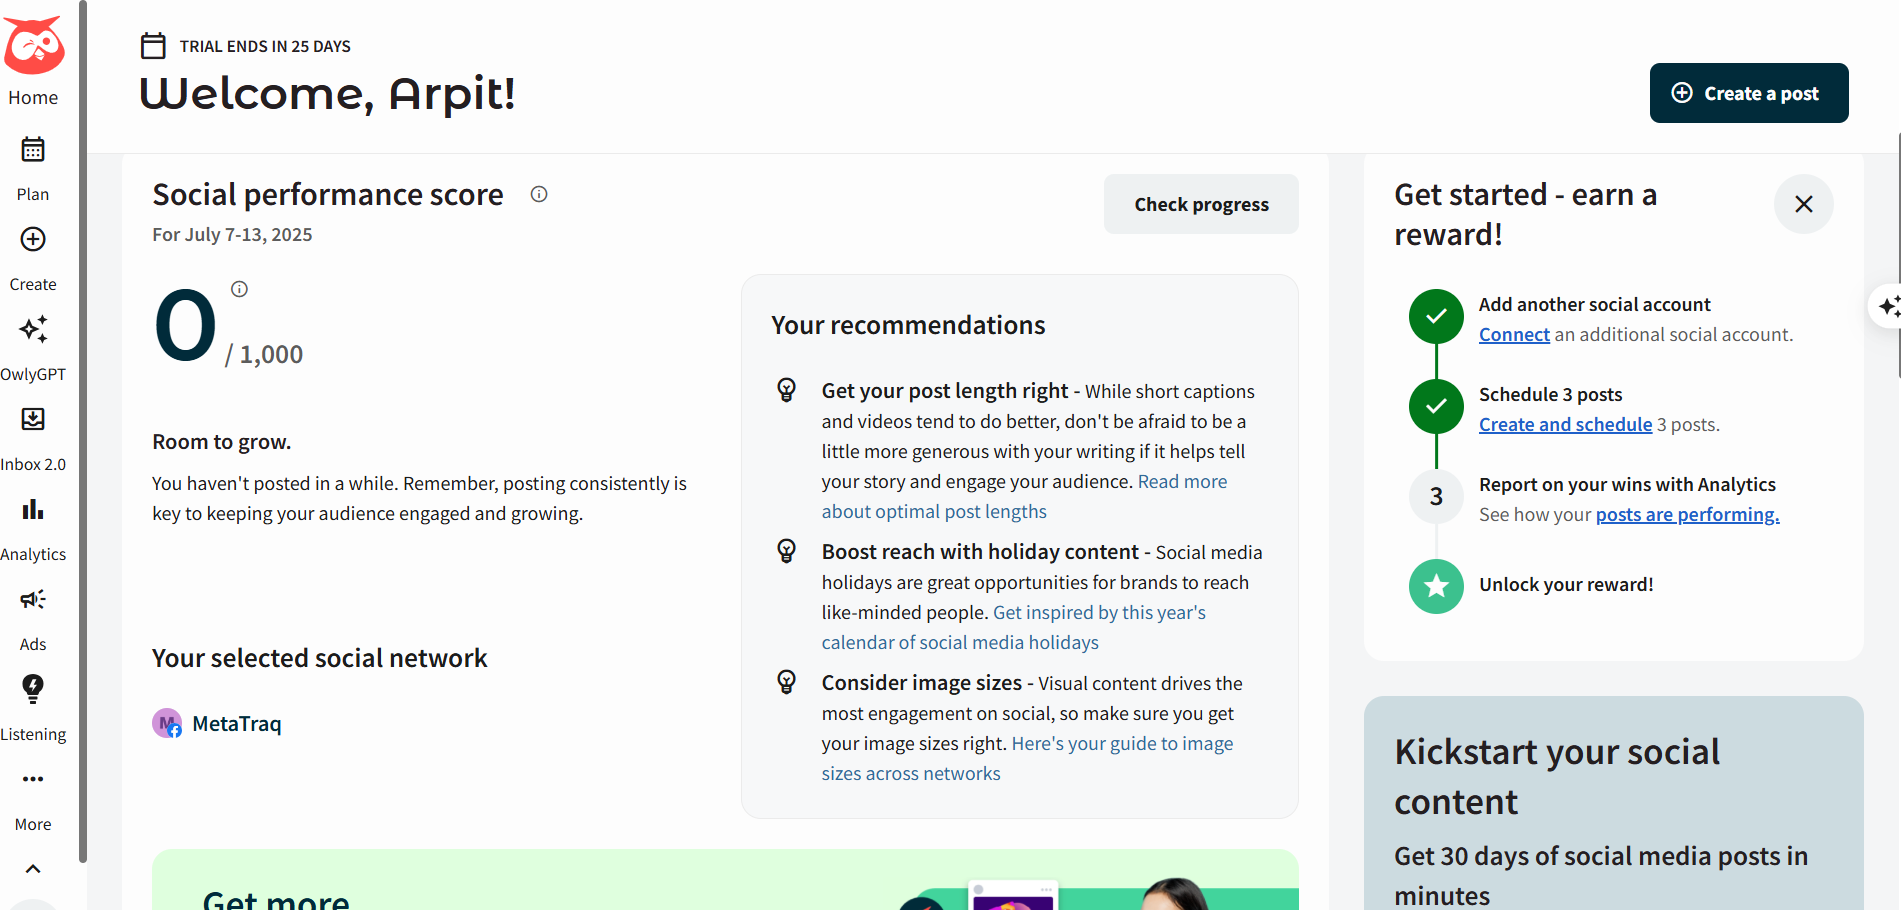 Home
Plan
Create
OwlyGPT
Inbox 2.0
Analytics
Ads
Listening
More
TRIAL ENDS IN 25 DAYS
Welcome, Arpit!
Create a post
Social performance score
For July 7-13, 2025
Check progress
0 / 1,000
Room to grow.
You haven't posted in a while. Remember, posting consistently is
key to keeping your audience engaged and growing.
Your selected social network
M
MetaTraq
Your recommendations
Get your post length right - While short captions
and videos tend to do better, don't be afraid to be a
little more generous with your writing if it helps tell
your story and engage your audience. Read more
about optimal post lengths
Boost reach with holiday content - Social media
holidays are great opportunities for brands to reach
like-minded people. Get inspired by this year's
calendar of social media holidays
Consider image sizes - Visual content drives the
most engagement on social, so make sure you get
your image sizes right. Here's your guide to image
sizes across networks
Get more
Get started - earn a
reward!
Add another social account
Connect an additional social account.
Schedule 3 posts
Create and schedule 3 posts.
3
Report on your wins with Analytics
See how your posts are performing.
Unlock your reward!
Kickstart your social
content
Get 30 days of social media posts in
minutes